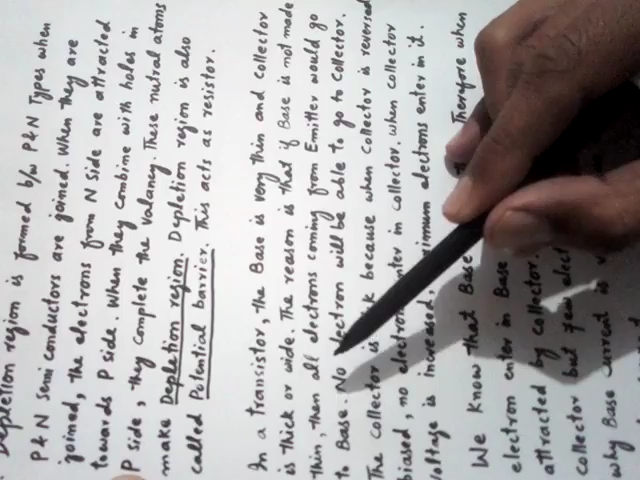 Depletion region is formed b/w P&N Types when
P&N Semi conductors are joined. When they are
joined, the electrons from N side are attracted
towards P side. When they combine with holes in
P side, they complete the valancy. These nutral atoms
make Depletion region. Depletion region is also
called Potential barrier. This acts as resistor.
In a transistor, the Base is very thin and collector
is thick or wide. The reason is that if Base is not made
thin, then all electrons coming from Emitter would go
to Base. No electron will be able to go to collector.
The collector is because when collector is reversed
biased, no electron enter in collector. when collector
voltage is increased, electrons enter in it.
We know that Base Therefore when
electron enter in Base
attracted by collector.
collector but few
why Base current is